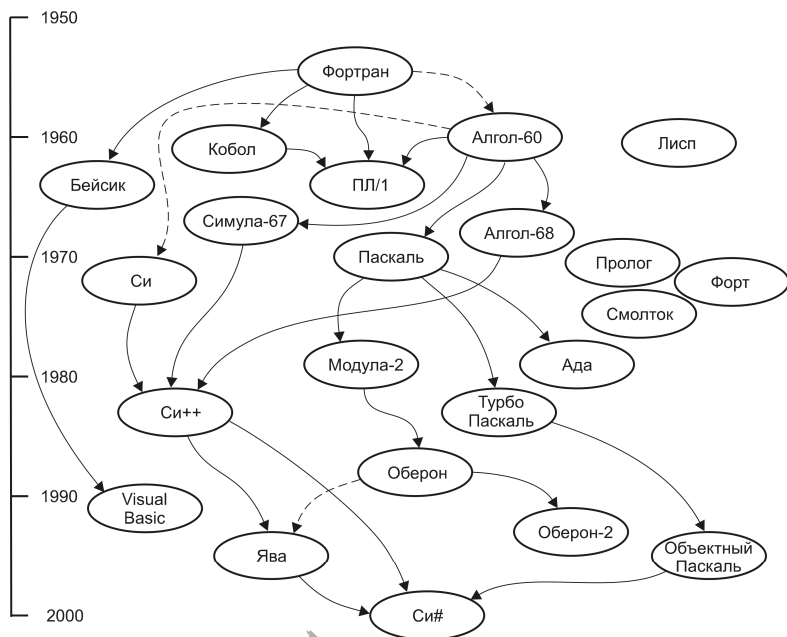 1950
Фортран
1960
Кобол
Алгол-60
Лисп
Бейсик
ПЛ/1
Симула-67
Алгол-68
1970
Паскаль
Пролог
Форт
Си
Смолток
Модула-2
Ада
1980
Си++
Турбо
Паскаль
Оберон
1990
Visual
Basic
Оберон-2
Ява
Объектный
Паскаль
2000
Си#